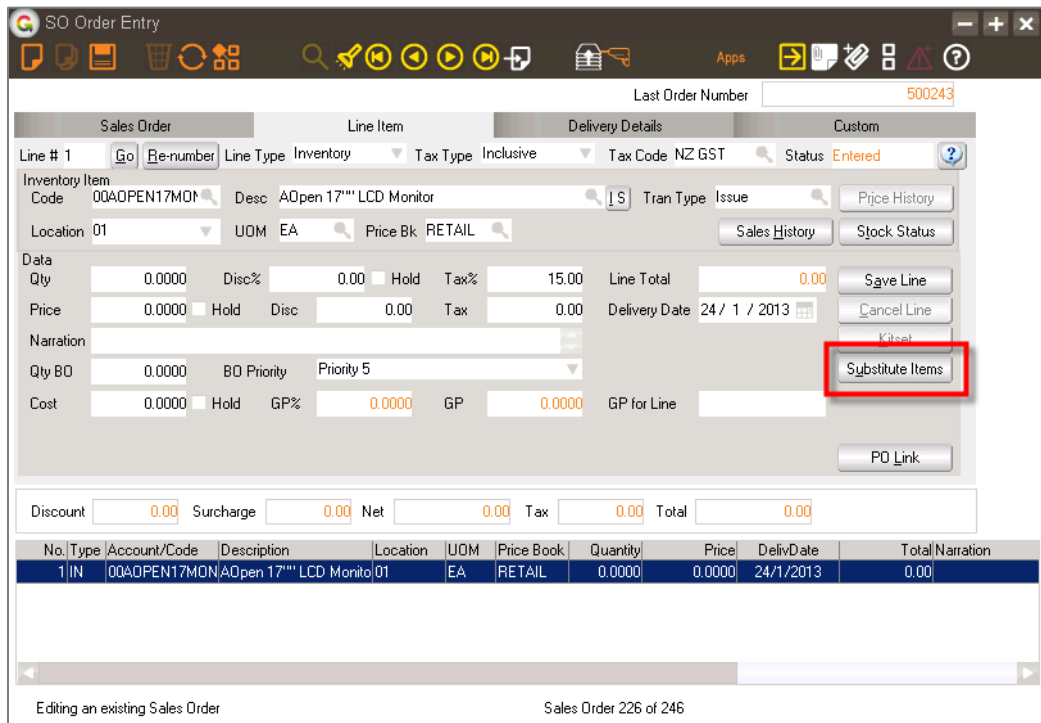 SO Order Entry
Apps
Last Order Number 500243
Sales Order Line Item Delivery Details Custom
Line # 1 Go Re-number Line Type Inventory Tax Type Inclusive Tax Code NZ GST Status Entered
Inventory Item
Code 00AOPEN17MON Desc AOpen 17"" LCD Monitor I S Tran Type Issue Price History
Location 01 UOM EA Price Bk RETAIL Sales History Stock Status
Data
Qty 0.0000 Disc% 0.00 Hold Tax% 15.00 Line Total 0.00 Save Line
Price 0.0000 Hold Disc 0.00 Tax 0.00 Delivery Date 24 / 1 / 2013 Cancel Line
Narration Kitset
Qty BO 0.0000 BO Priority Priority 5 Substitute Items
Cost 0.0000 Hold GP% 0.0000 GP 0.0000 GP for Line
PO Link
Discount 0.00 Surcharge 0.00 Net 0.00 Tax 0.00 Total 0.00
No. Type Account/Code Description Location UOM Price Book Quantity Price DelivDate Total Narration
1 IN 00AOPEN17MON AOpen 17"" LCD Monito 01 EA RETAIL 0.0000 0.0000 24/1/2013 0.00
Editing an existing Sales Order Sales Order 226 of 246